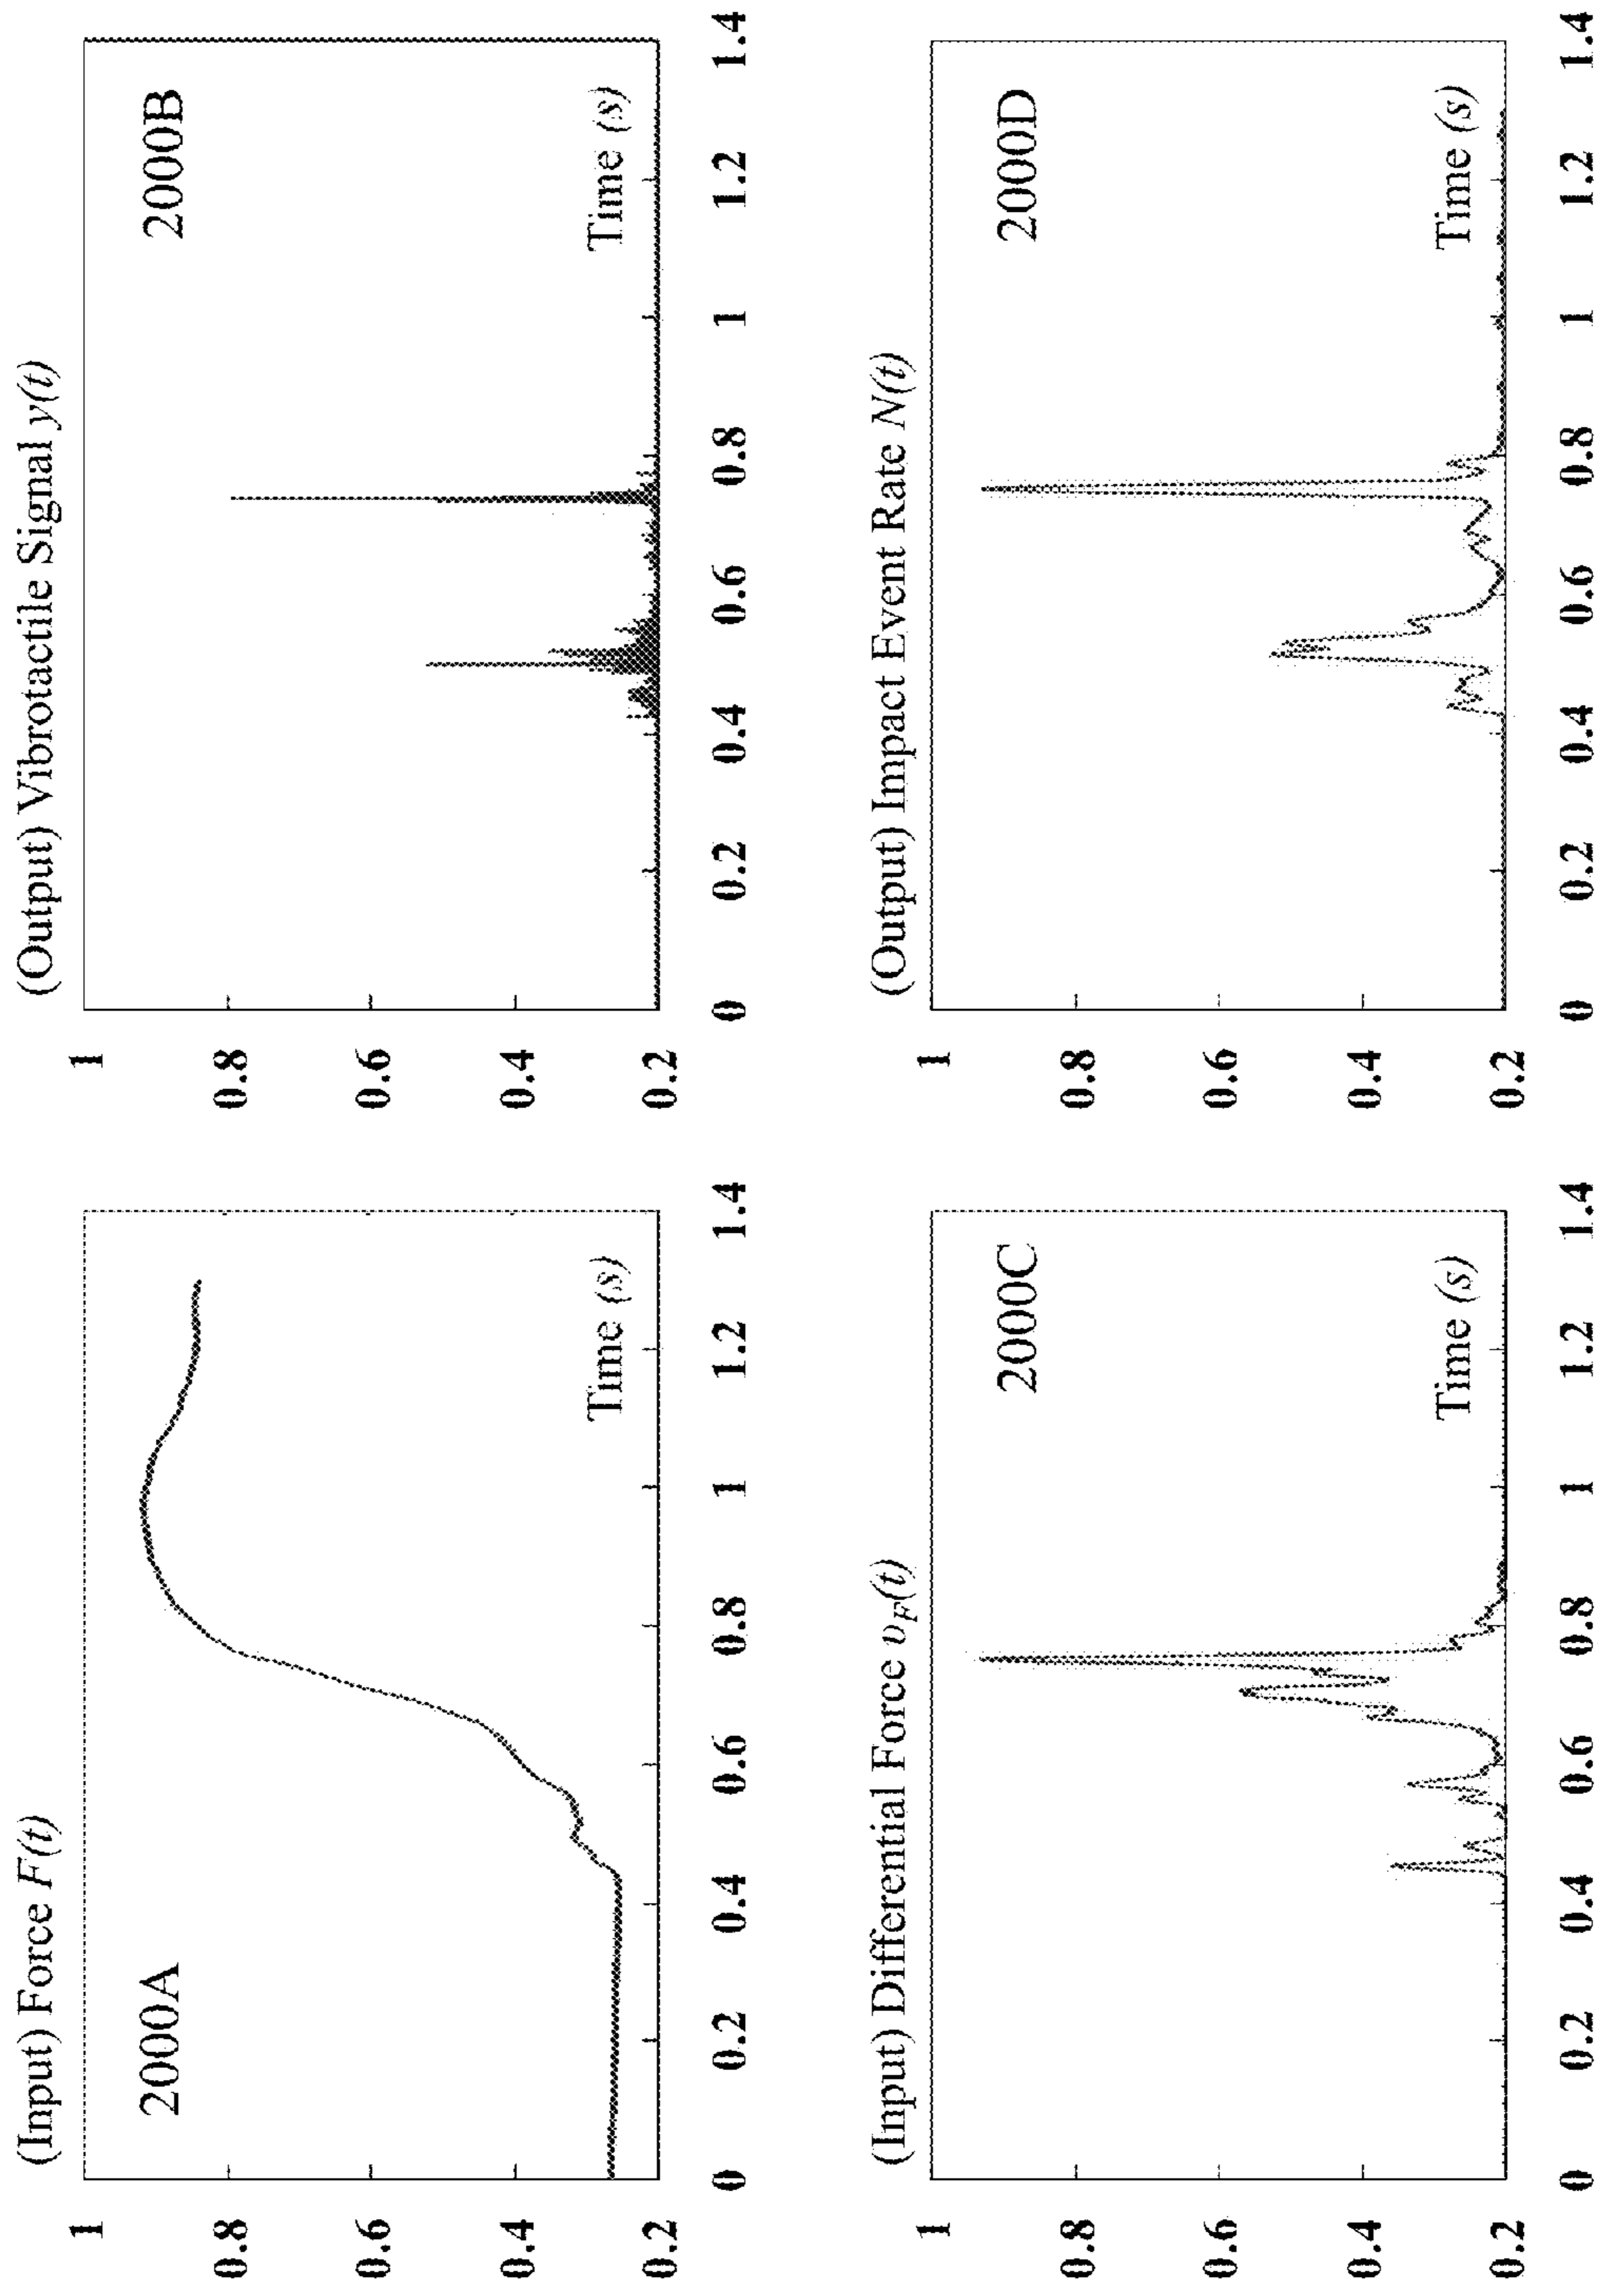 (Input) Force F(t)
1
0.8
0.6
0.4
0.2
2000A
Time (s)
0 0.2 0.4 0.6 0.8 1 1.2 1.4
(Output) Vibrotactile Signal y(t)
1
0.8
0.6
0.4
0.2
2000B
Time (s)
0 0.2 0.4 0.6 0.8 1 1.2 1.4
(Input) Differential Force υF(t)
1
0.8
0.6
0.4
0.2
2000C
Time (s)
0 0.2 0.4 0.6 0.8 1 1.2 1.4
(Output) Impact Event Rate N(t)
1
0.8
0.6
0.4
0.2
2000D
Time (s)
0 0.2 0.4 0.6 0.8 1 1.2 1.4